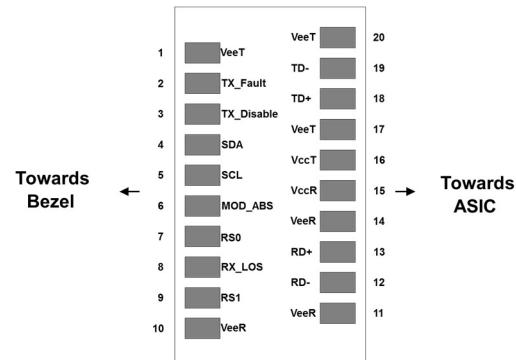 Towards
Bezel
1 VeeT
2 TX_Fault
3 TX_Disable
4 SDA
5 SCL
6 MOD_ABS
7 RS0
8 RX_LOS
9 RS1
10 VeeR
VeeT 20
TD- 19
TD+ 18
VeeT 17
VccT 16
VccR 15
VeeR 14
RD+ 13
RD- 12
VeeR 11
Towards
ASIC